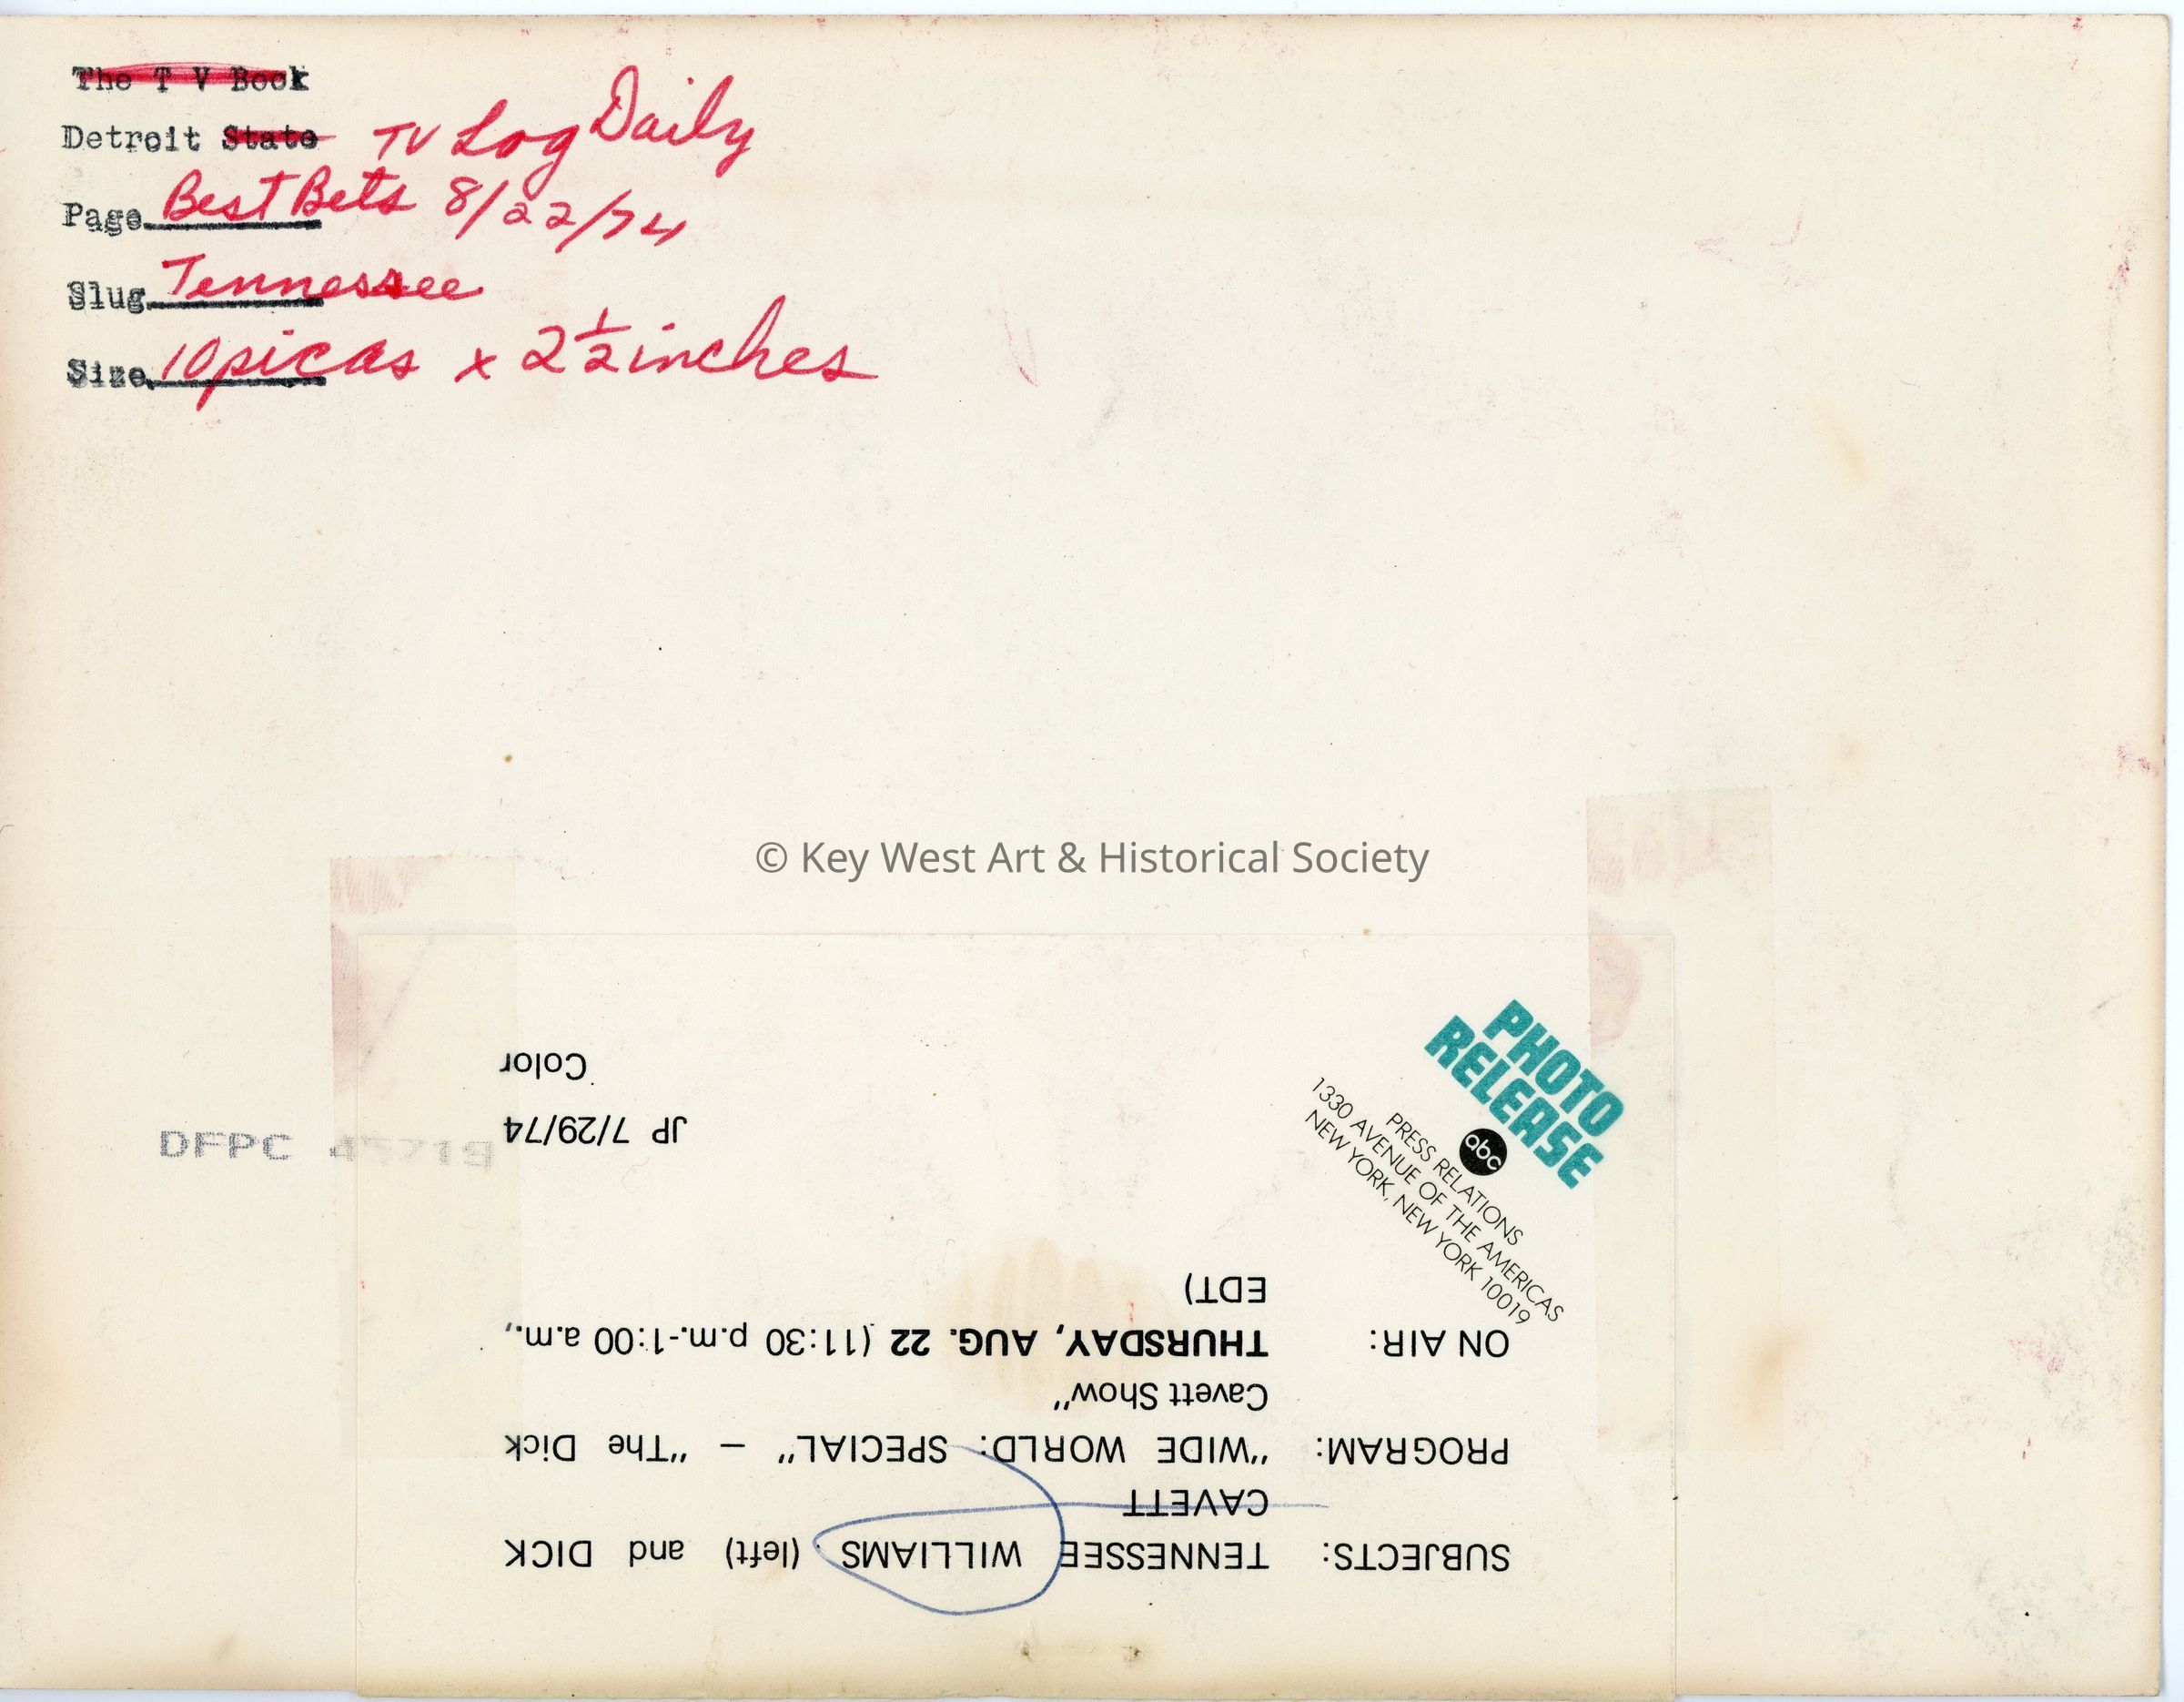 The T V Book
Detroit State TV Log Daily
Page Best Bets 8/22/74
Slug Tennessee
Size 10 picas x 2 1/2 inches
© Key West Art & Historical Society
DFPC 45719
SUBJECTS: TENNESSEE WILLIAMS (left) and DICK
CAVETT
PROGRAM: "WIDE WORLD: SPECIAL" — "The Dick
Cavett Show"
ON AIR: THURSDAY, AUG. 22 (11:30 p.m.-1:00 a.m.,
EDT)
PHOTO
RELEASE
abc
PRESS RELATIONS
1330 AVENUE OF THE AMERICAS
NEW YORK, NEW YORK 10019
JP 7/29/74
Color